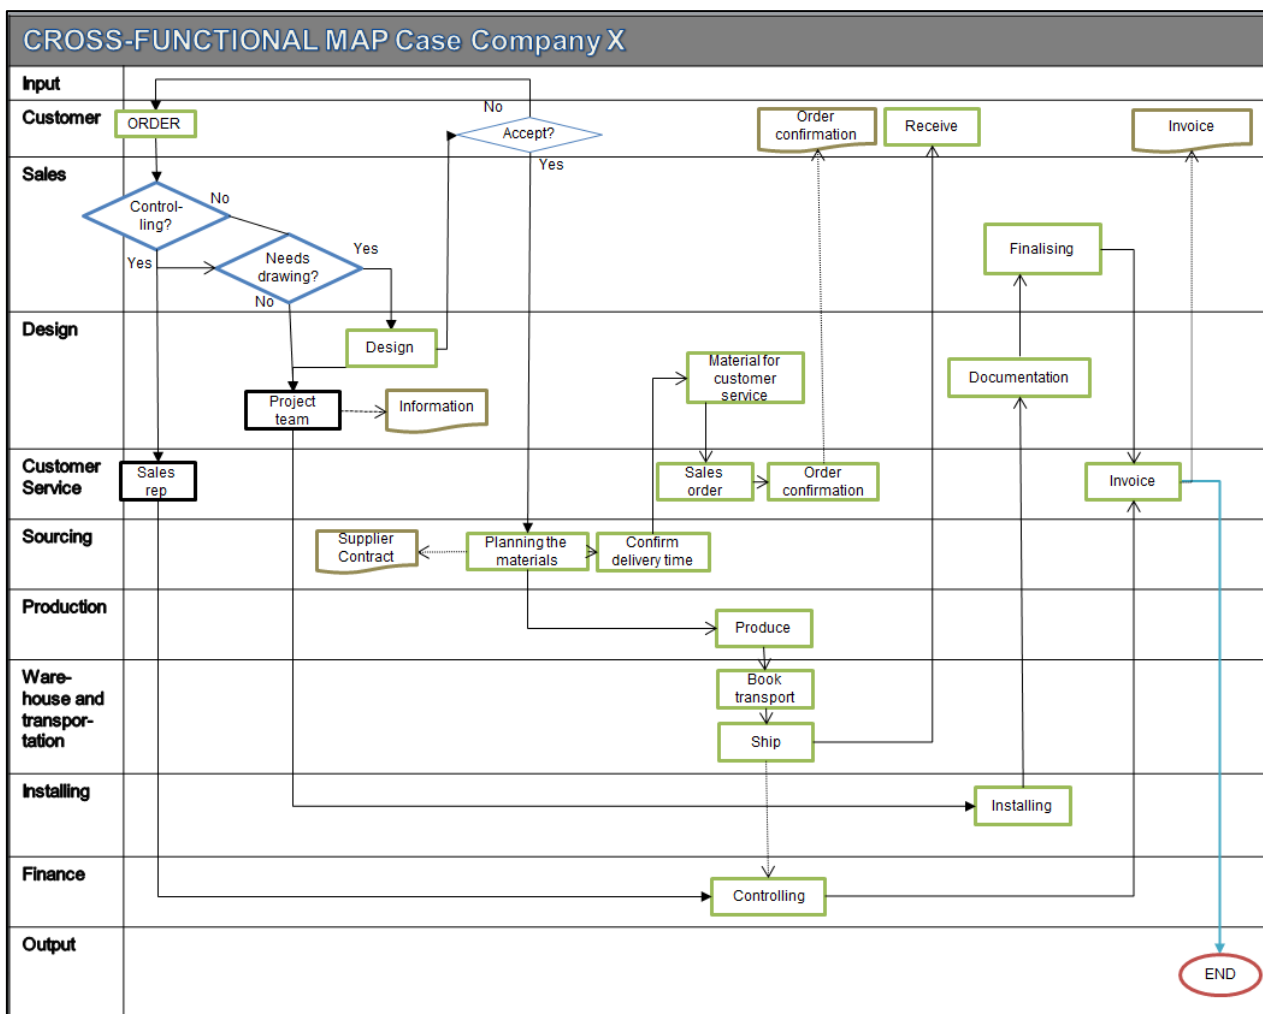 CROSS-FUNCTIONAL MAP Case Company X
Input
No
Customer
ORDER
Accept?
Order
confirmation
Receive
Invoice
Yes
Sales
Control-
ling?
No
Yes
Needs
drawing?
Yes
No
Finalising
Design
Design
Material for
customer
service
Documentation
Project
team
Information
Customer
Service
Sales
rep
Sales
order
Order
confirmation
Invoice
Sourcing
Supplier
Contract
Planning the
materials
Confirm
delivery time
Production
Produce
Ware-
house and
transpor-
tation
Book
transport
Ship
Installing
Installing
Finance
Controlling
Output
END